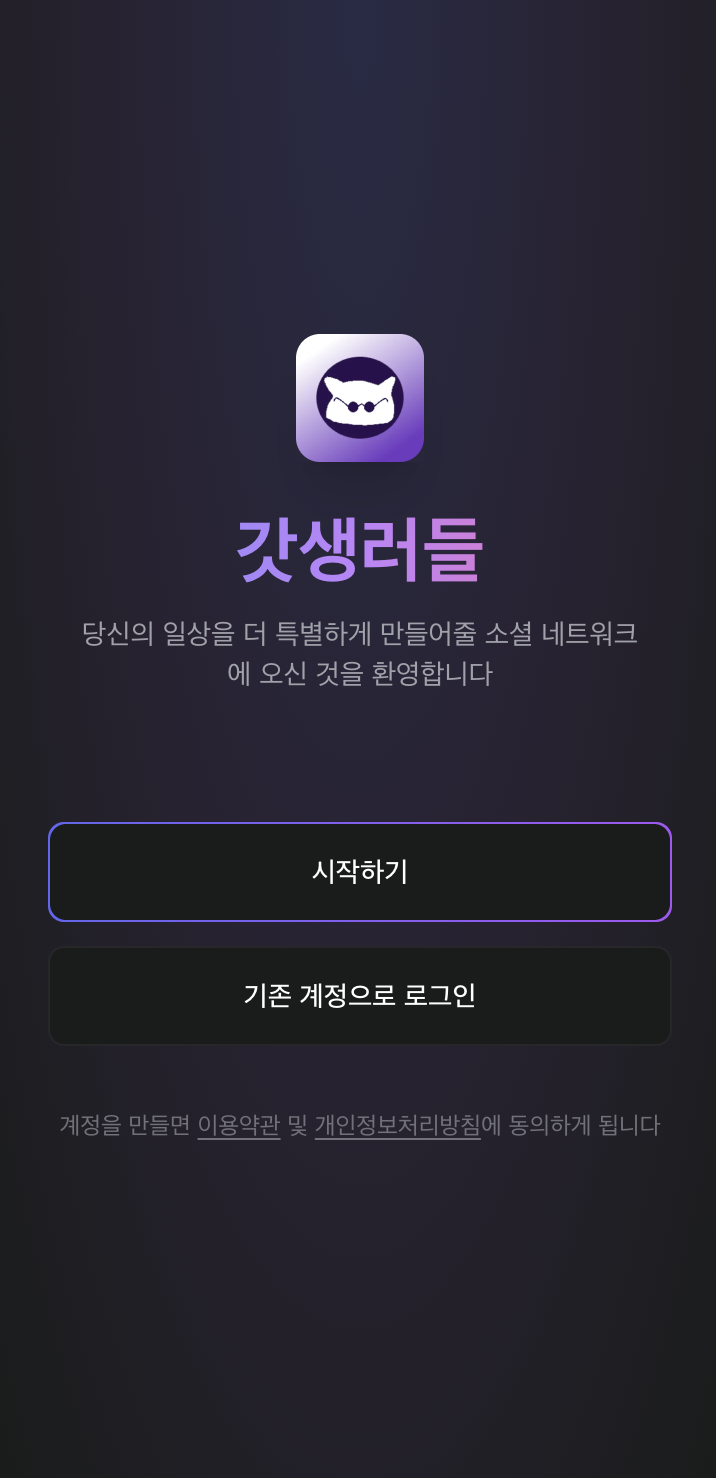 갓생러들
당신의 일상을 더 특별하게 만들어줄 소셜 네트워크
에 오신 것을 환영합니다
시작하기
기존 계정으로 로그인
계정을 만들면 이용약관 및 개인정보처리방침에 동의하게 됩니다